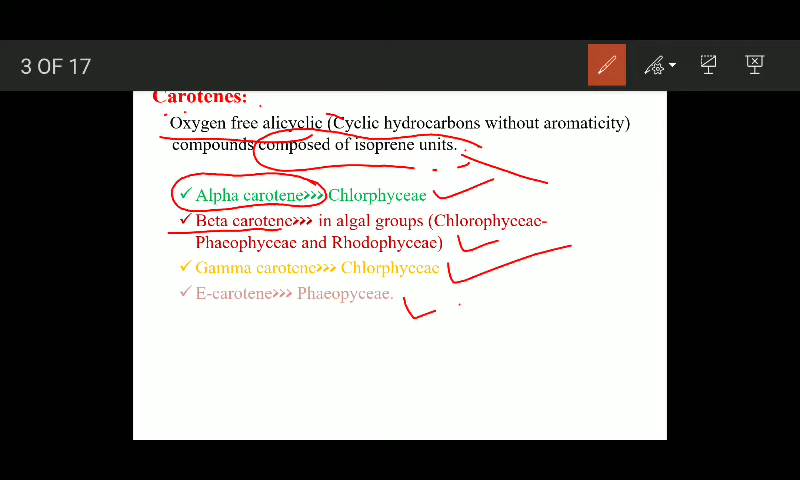 3 OF 17
Carotenes:
Oxygen free alicyclic (Cyclic hydrocarbons without aromaticity)
compounds composed of isoprene units.
✓ Alpha carotene>>> Chlorphyceae
✓ Beta carotene>>> in algal groups (Chlorophyceae-
Phaeophyceae and Rhodophyceae)
✓ Gamma carotene>>> Chlorphyceae
✓ E-carotene>>> Phaeopyceae.